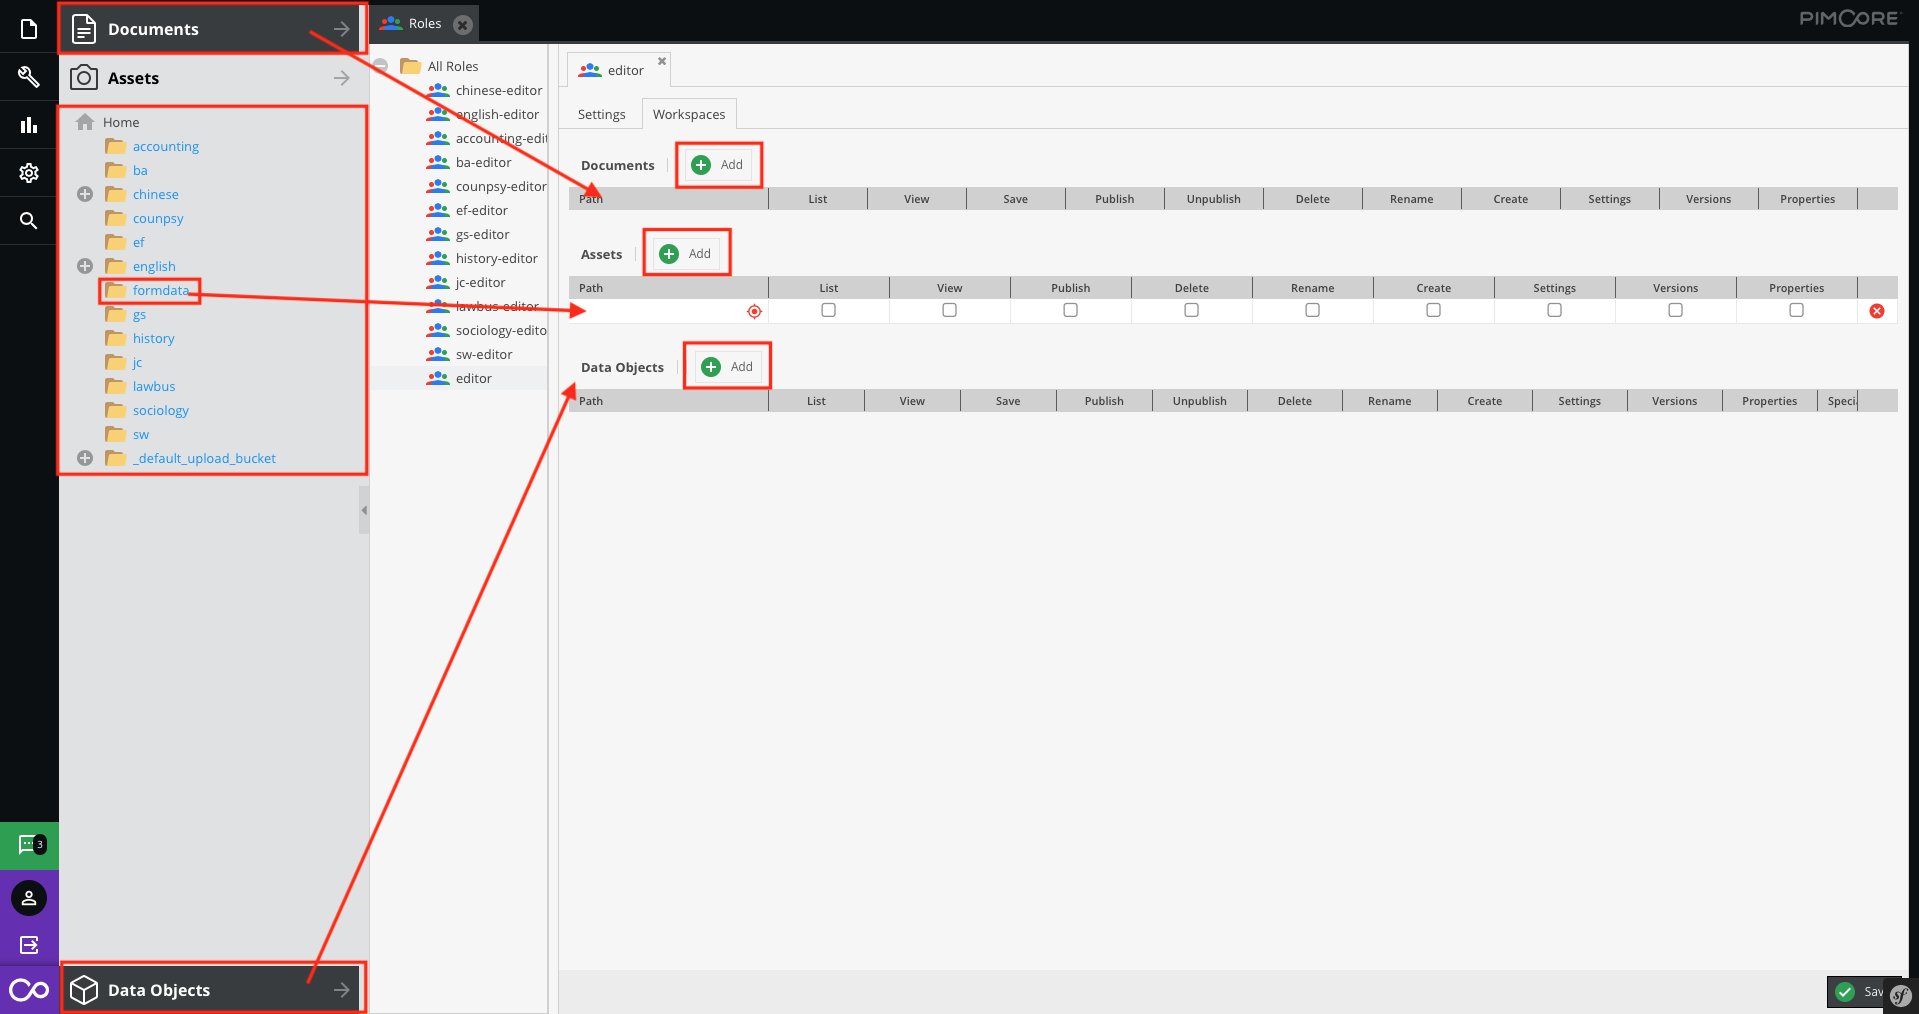 Documents
Assets
Home
accounting
ba
chinese
counpsy
ef
english
formdata
gs
history
jc
lawbus
sociology
sw
_default_upload_bucket
3
Data Objects
Roles
PIMCORE
All Roles
chinese-editor
english-editor
accounting-edit
ba-editor
counpsy-editor
ef-editor
gs-editor
history-editor
jc-editor
lawbus-editor
sociology-edito
sw-editor
editor
editor
Settings Workspaces
Documents Add
Path List View Save Publish Unpublish Delete Rename Create Settings Versions Properties
Assets Add
Path List View Publish Delete Rename Create Settings Versions Properties
Data Objects Add
Path List View Save Publish Unpublish Delete Rename Create Settings Versions Properties Speci
Sav
sf